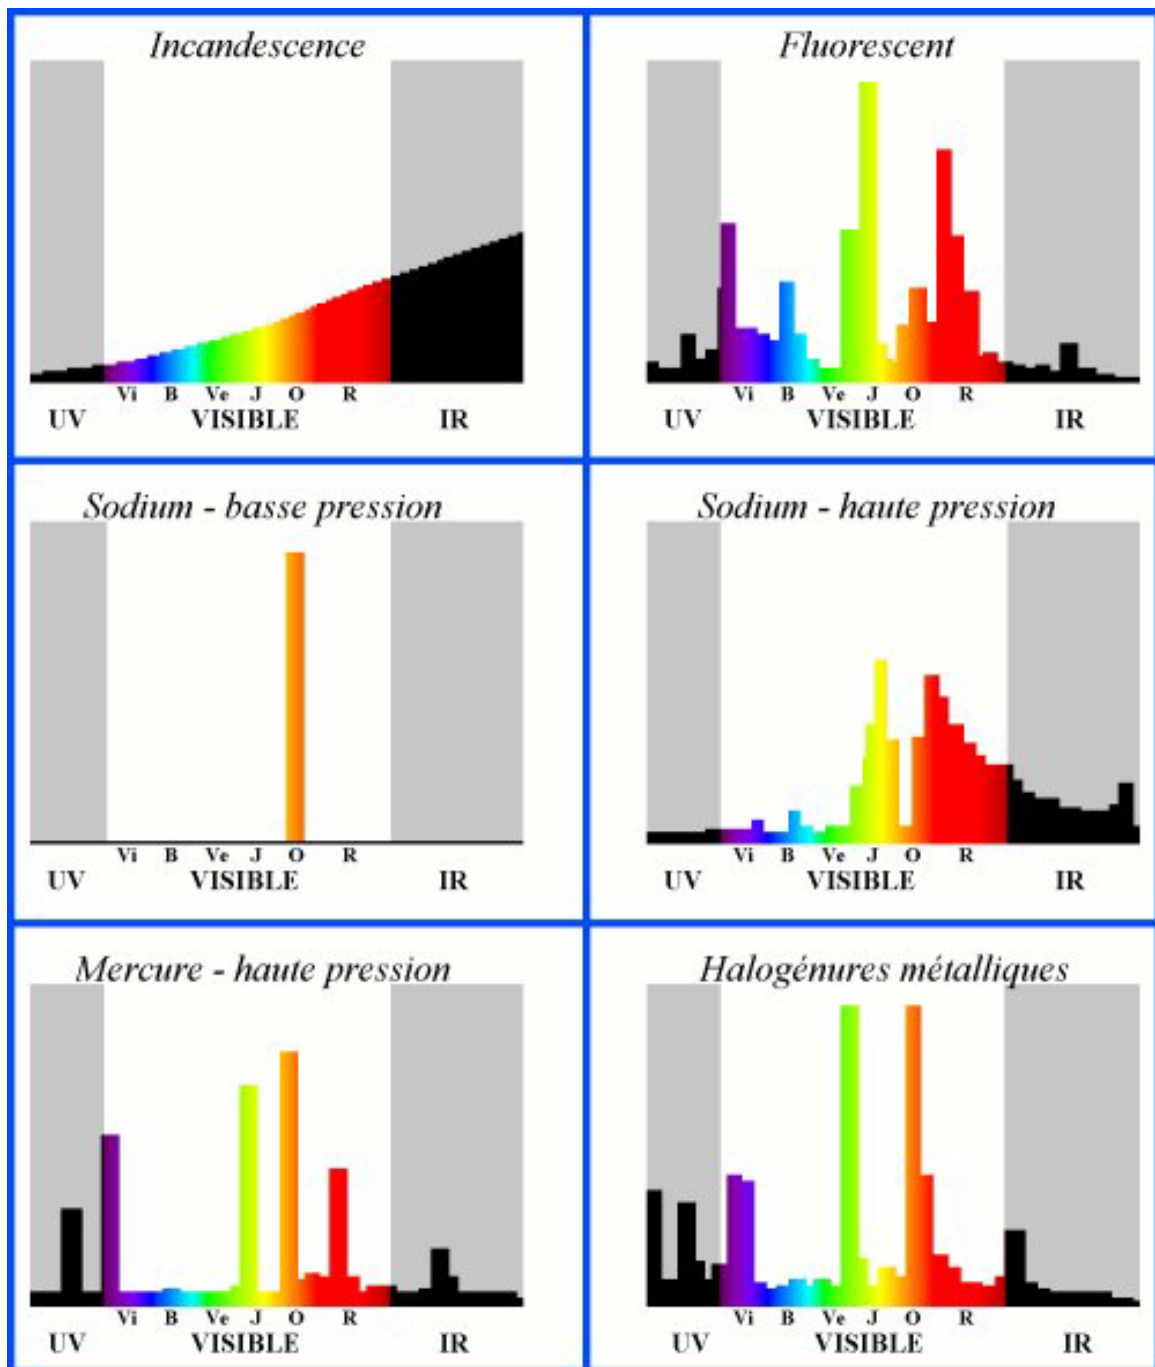 Incandescence
Vi B Ve J O R
UV VISIBLE IR
Fluorescent
Vi B Ve J O R
UV VISIBLE IR
Sodium - basse pression
Vi B Ve J O R
UV VISIBLE IR
Sodium - haute pression
Vi B Ve J O R
UV VISIBLE IR
Mercure - haute pression
Vi B Ve J O R
UV VISIBLE IR
Halogénures métalliques
Vi B Ve J O R
UV VISIBLE IR